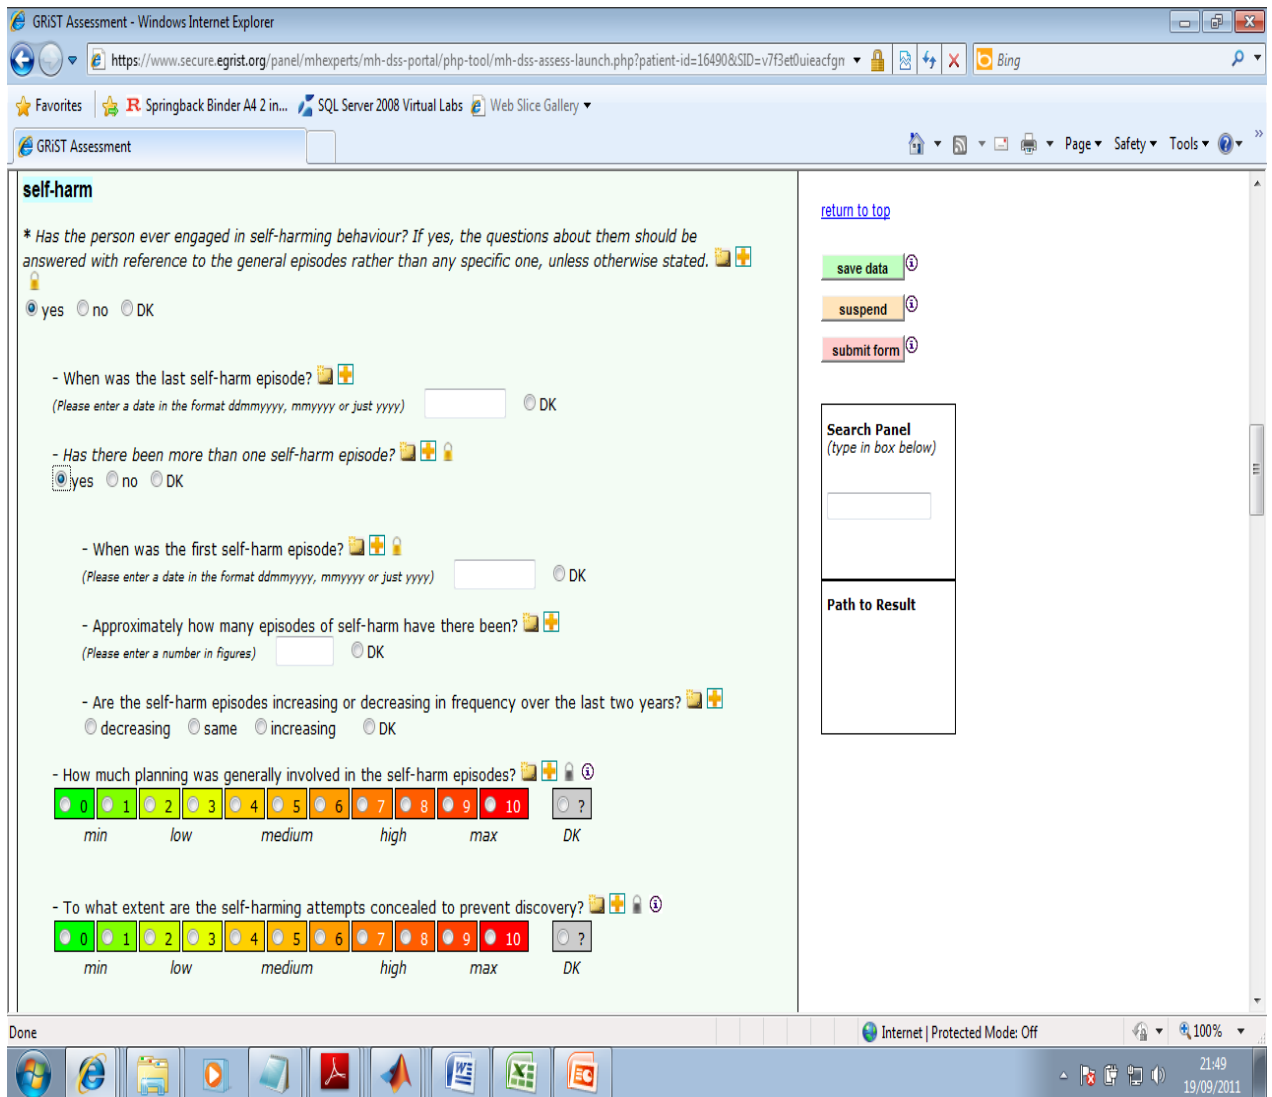 GRiST Assessment - Windows Internet Explorer
https://www.secure.egrist.org/panel/mhexperts/mh-dss-portal/php-tool/mh-dss-assess-launch.php?patient-id=16490&SID=v7f3et0uieacfgn
Bing
Favorites
Springback Binder A4 2 in...
SQL Server 2008 Virtual Labs
Web Slice Gallery
GRiST Assessment
Page
Safety
Tools
self-harm
* Has the person ever engaged in self-harming behaviour? If yes, the questions about them should be
answered with reference to the general episodes rather than any specific one, unless otherwise stated.
yes no DK
- When was the last self-harm episode?
(Please enter a date in the format ddmmyyyy, mmyyyy or just yyyy) DK
- Has there been more than one self-harm episode?
yes no DK
- When was the first self-harm episode?
(Please enter a date in the format ddmmyyyy, mmyyyy or just yyyy) DK
- Approximately how many episodes of self-harm have there been?
(Please enter a number in figures) DK
- Are the self-harm episodes increasing or decreasing in frequency over the last two years?
decreasing same increasing DK
- How much planning was generally involved in the self-harm episodes?
0 1 2 3 4 5 6 7 8 9 10 ?
min low medium high max DK
- To what extent are the self-harming attempts concealed to prevent discovery?
0 1 2 3 4 5 6 7 8 9 10 ?
min low medium high max DK
return to top
save data
suspend
submit form
Search Panel
(type in box below)
Path to Result
Done
Internet | Protected Mode: Off
100%
21:49
19/09/2011